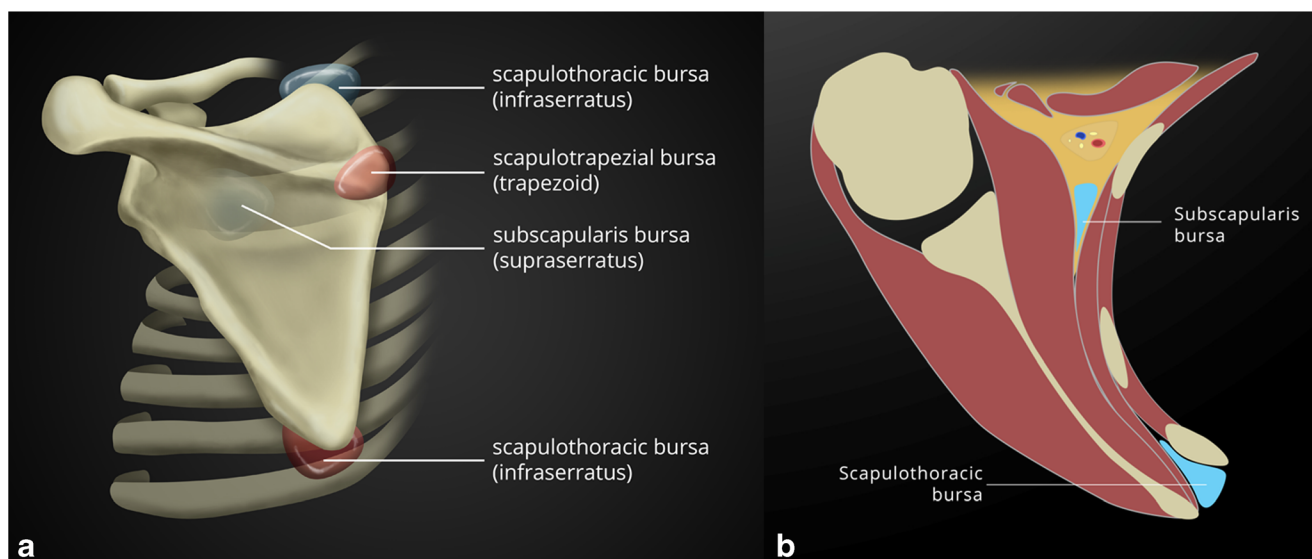 scapulothoracic bursa
(infraserratus)
scapulotrapezial bursa
(trapezoid)
subscapularis bursa
(supraserratus)
scapulothoracic bursa
(infraserratus)
a
Subscapularis
bursa
Scapulothoracic
bursa
b